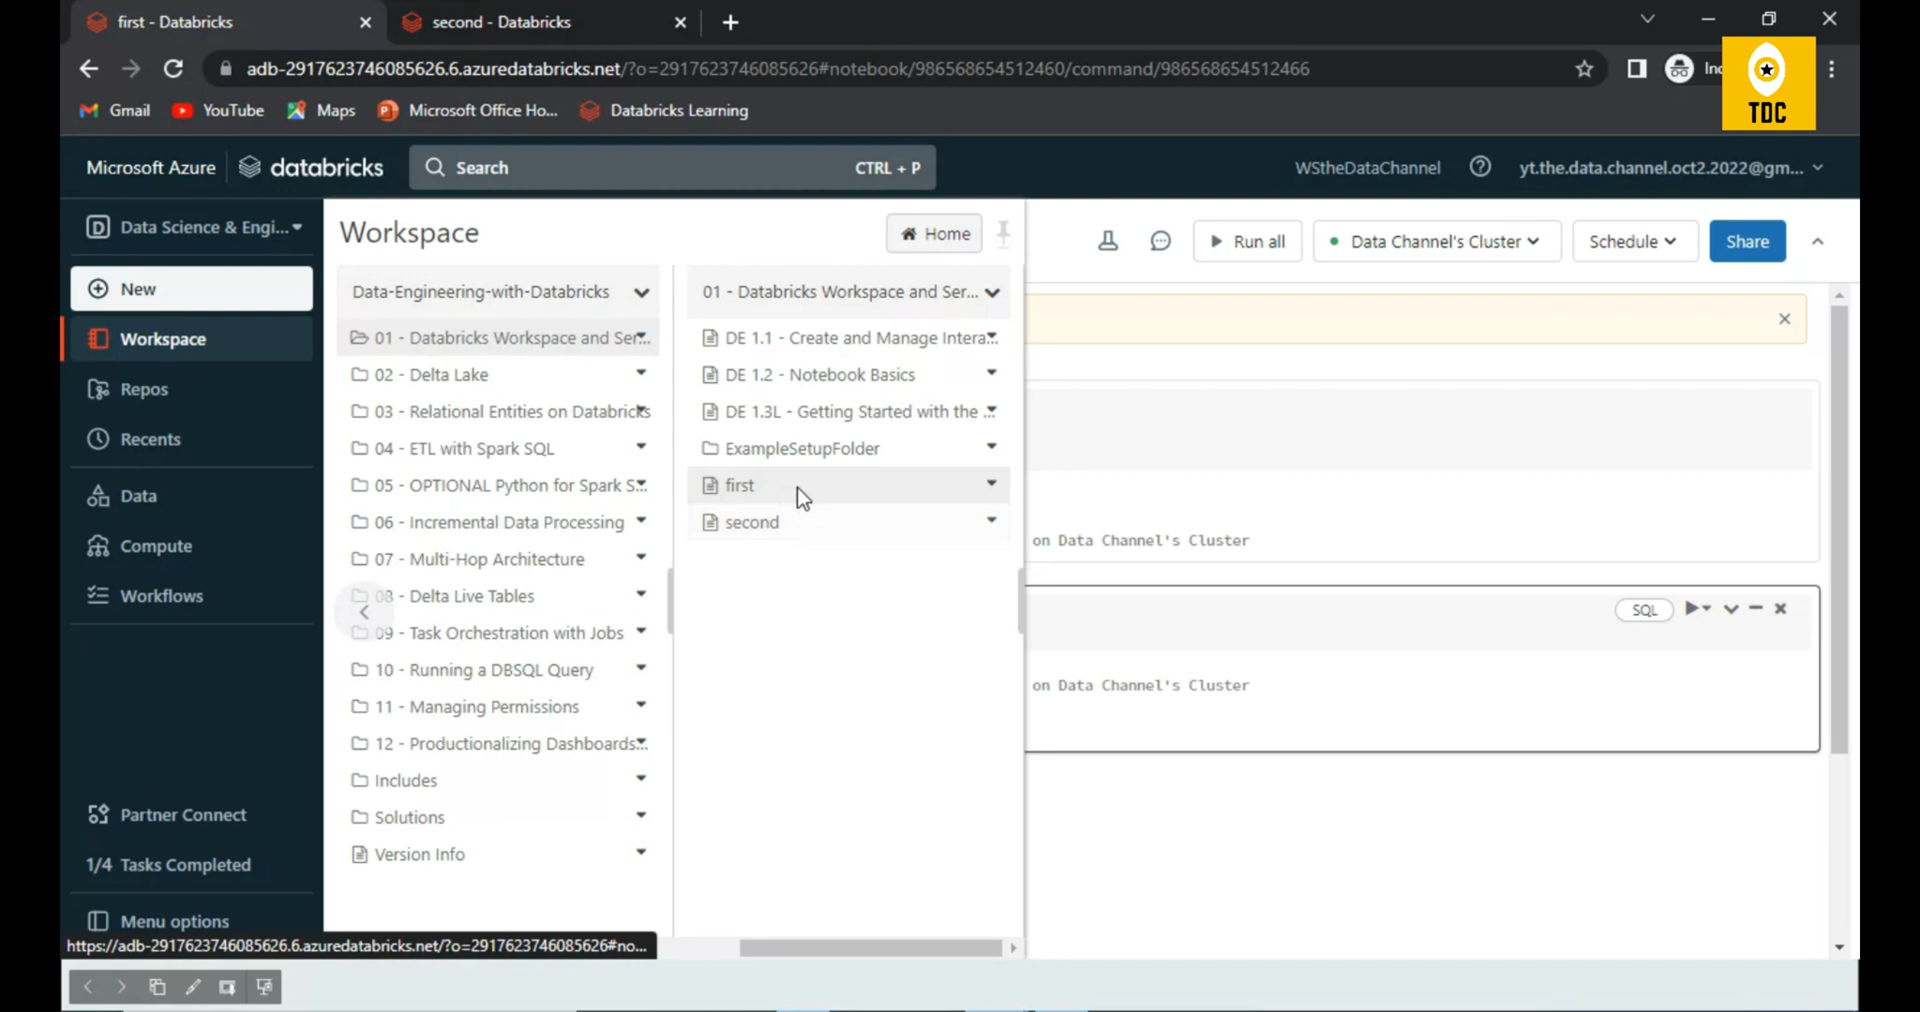 first - Databricks
second - Databricks
adb-2917623746085626.6.azuredatabricks.net/?o=2917623746085626#notebook/986568654512460/command/986568654512466
Gmail
YouTube
Maps
Microsoft Office Ho...
Databricks Learning
TDC
Microsoft Azure
databricks
Search
CTRL + P
WStheDataChannel
yt.the.data.channel.oct2.2022@gm...
Data Science & Engi...
New
Workspace
Repos
Recents
Data
Compute
Workflows
Partner Connect
1/4 Tasks Completed
Menu options
https://adb-2917623746085626.6.azuredatabricks.net/?o=2917623746085626#no...
Workspace
Home
Data-Engineering-with-Databricks
01 - Databricks Workspace and Ser...
02 - Delta Lake
03 - Relational Entities on Databricks
04 - ETL with Spark SQL
05 - OPTIONAL Python for Spark S...
06 - Incremental Data Processing
07 - Multi-Hop Architecture
08 - Delta Live Tables
09 - Task Orchestration with Jobs
10 - Running a DBSQL Query
11 - Managing Permissions
12 - Productionalizing Dashboards...
Includes
Solutions
Version Info
01 - Databricks Workspace and Ser...
DE 1.1 - Create and Manage Intera...
DE 1.2 - Notebook Basics
DE 1.3L - Getting Started with the ...
ExampleSetupFolder
first
second
Run all
Data Channel's Cluster
Schedule
Share
on Data Channel's Cluster
SQL
on Data Channel's Cluster